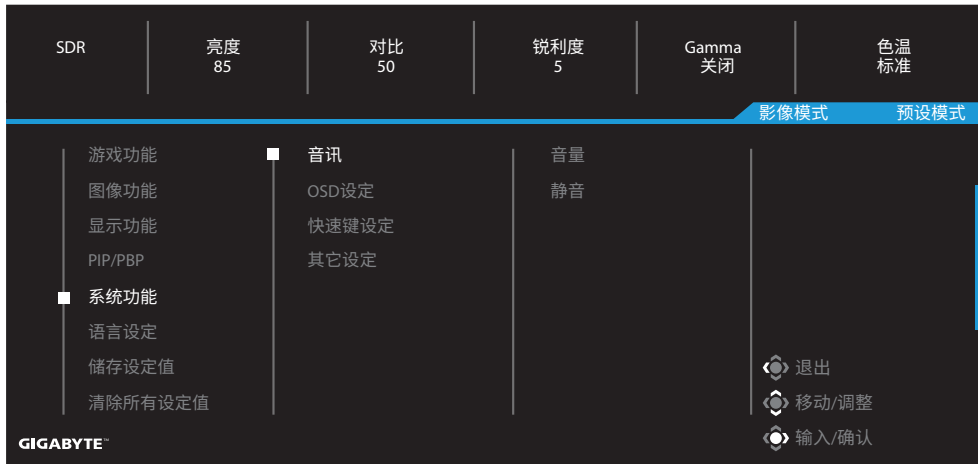 SDR
亮度
85
对比
50
锐利度
5
Gamma
关闭
色温
标准
影像模式
预设模式
游戏功能
图像功能
显示功能
PIP/PBP
系统功能
语言设定
储存设定值
清除所有设定值
音讯
OSD设定
快速键设定
其它设定
音量
静音
退出
移动/调整
输入/确认
GIGABYTE™